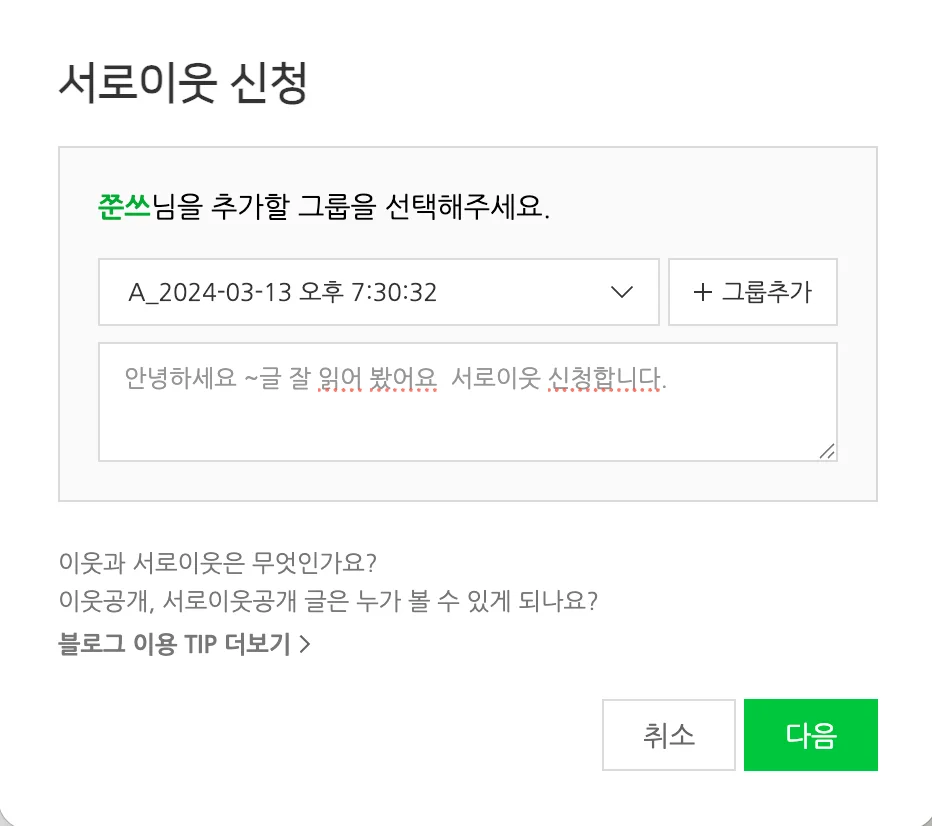 서로이웃 신청
쭌쓰님을 추가할 그룹을 선택해주세요.
A_2024-03-13 오후 7:30:32
+ 그룹추가
안녕하세요 ~글 잘 읽어 봤어요  서로이웃 신청합니다.
이웃과 서로이웃은 무엇인가요?
이웃공개, 서로이웃공개 글은 누가 볼 수 있게 되나요?
블로그 이용 TIP 더보기 >
취소
다음